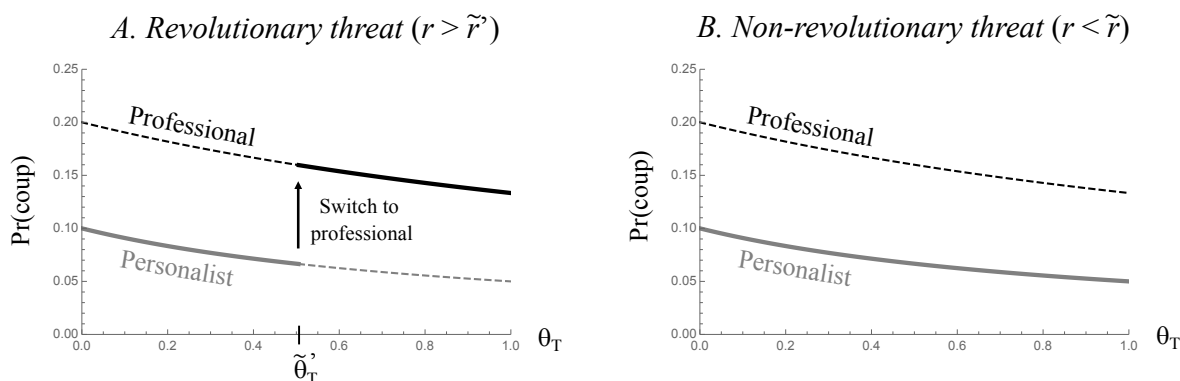 A. Revolutionary threat (r > r̃')
B. Non-revolutionary threat (r < r̃)
Pr(coup)
0.25
0.20
0.15
0.10
0.05
0.00
Professional
Switch to
professional
Personalist
0.0
0.2
0.4
0.6
0.8
1.0
θT
θ̃T'
Pr(coup)
0.25
0.20
0.15
0.10
0.05
0.00
Professional
Personalist
0.0
0.2
0.4
0.6
0.8
1.0
θT